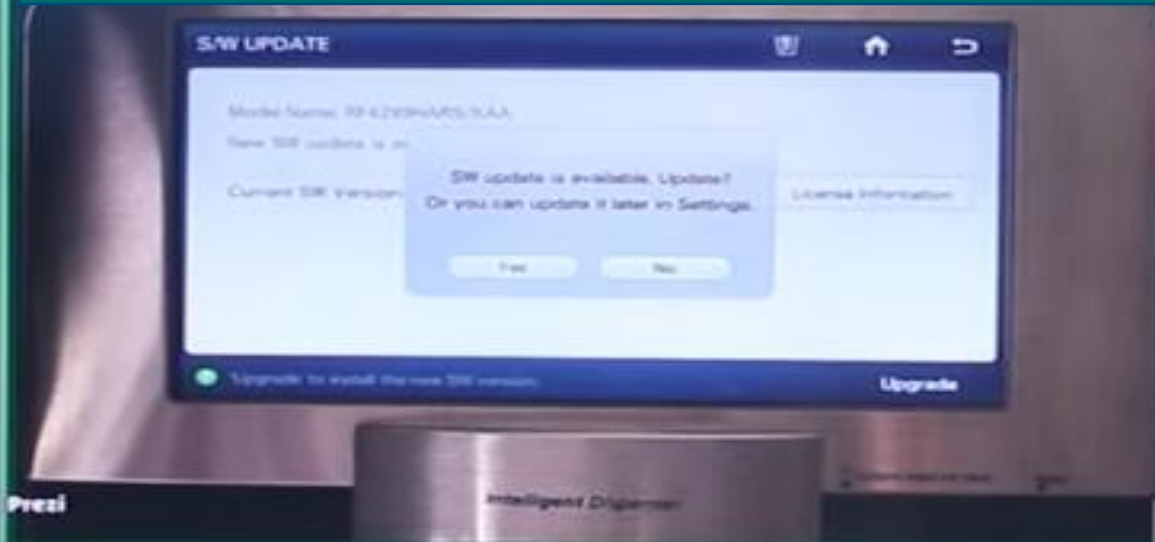 S/W UPDATE
Model Name: RF4289HARS/XAA
New SW update is
Current SW Version
SW update is available. Update?
Or you can update it later in Settings.
License Information
Yes
No
Upgrade to install the new SW version.
Upgrade
Intelligent Dispenser
Prezi